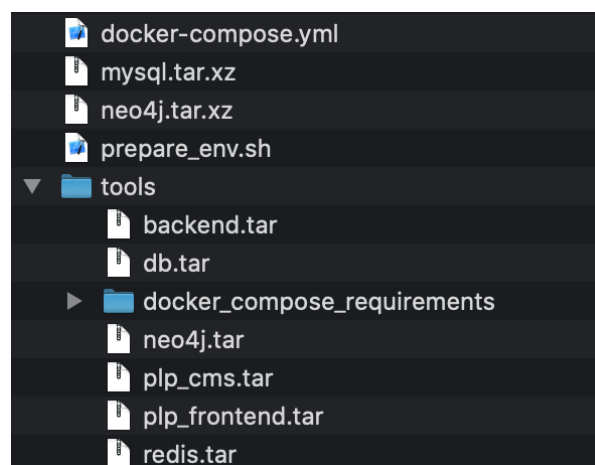 docker-compose.yml
mysql.tar.xz
neo4j.tar.xz
prepare_env.sh
tools
backend.tar
db.tar
docker_compose_requirements
neo4j.tar
plp_cms.tar
plp_frontend.tar
redis.tar